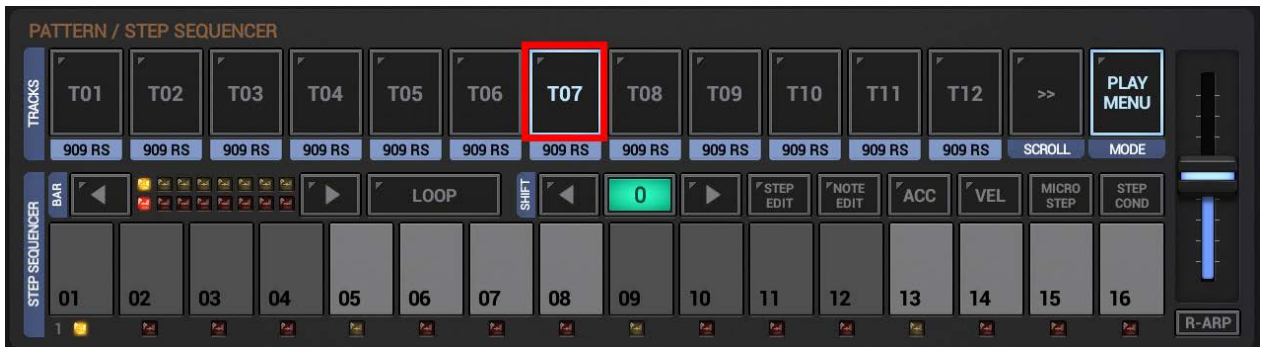 PATTERN / STEP SEQUENCER
TRACKS
T01 T02 T03 T04 T05 T06 T07 T08 T09 T10 T11 T12 >> PLAY MENU
909 RS 909 RS 909 RS 909 RS 909 RS 909 RS 909 RS 909 RS 909 RS 909 RS 909 RS 909 RS SCROLL MODE
STEP SEQUENCER
BAR LOOP SHIFT 0 STEP EDIT NOTE EDIT ACC VEL MICRO STEP STEP COND
01 02 03 04 05 06 07 08 09 10 11 12 13 14 15 16
1 R-ARP